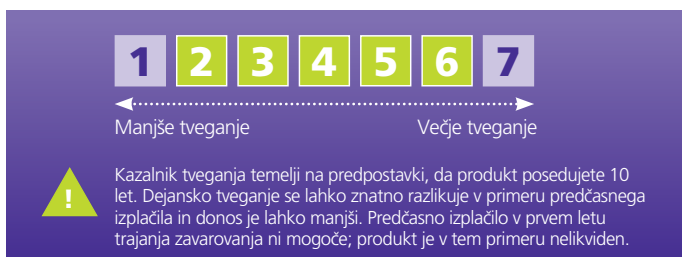 1 2 3 4 5 6 7
Manjše tveganje Večje tveganje
Kazalnik tveganja temelji na predpostavki, da produkt posedujete 10
let. Dejansko tveganje se lahko znatno razlikuje v primeru predčasnega
izplačila in donos je lahko manjši. Predčasno izplačilo v prvem letu
trajanja zavarovanja ni mogoče; produkt je v tem primeru nelikviden.
!